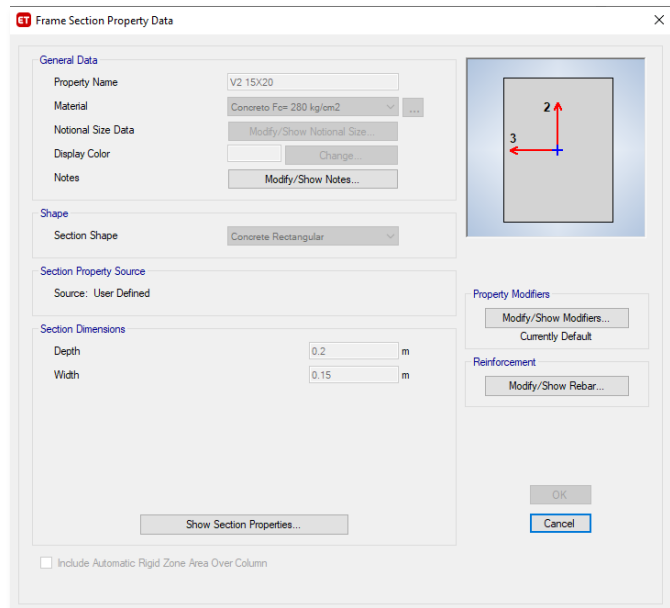 ET Frame Section Property Data
General Data
Property Name V2 15X20
Material Concreto Fc= 280 kg/cm2 ...
Notional Size Data Modify/Show Notional Size...
Display Color Change...
Notes Modify/Show Notes...
Shape
Section Shape Concrete Rectangular
Section Property Source
Source: User Defined
Section Dimensions
Depth 0.2 m
Width 0.15 m
Show Section Properties...
Include Automatic Rigid Zone Area Over Column
2
3
Property Modifiers
Modify/Show Modifiers...
Currently Default
Reinforcement
Modify/Show Rebar...
OK
Cancel